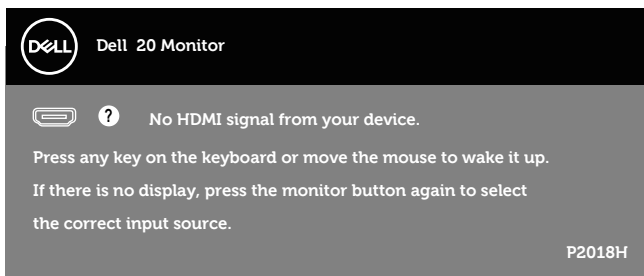 DELL
Dell 20 Monitor
? No HDMI signal from your device.
Press any key on the keyboard or move the mouse to wake it up.
If there is no display, press the monitor button again to select
the correct input source.
P2018H